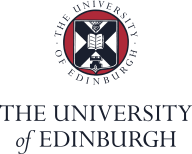 THE UNIVERSITY
OF EDINBURGH
THE UNIVERSITY
of EDINBURGH